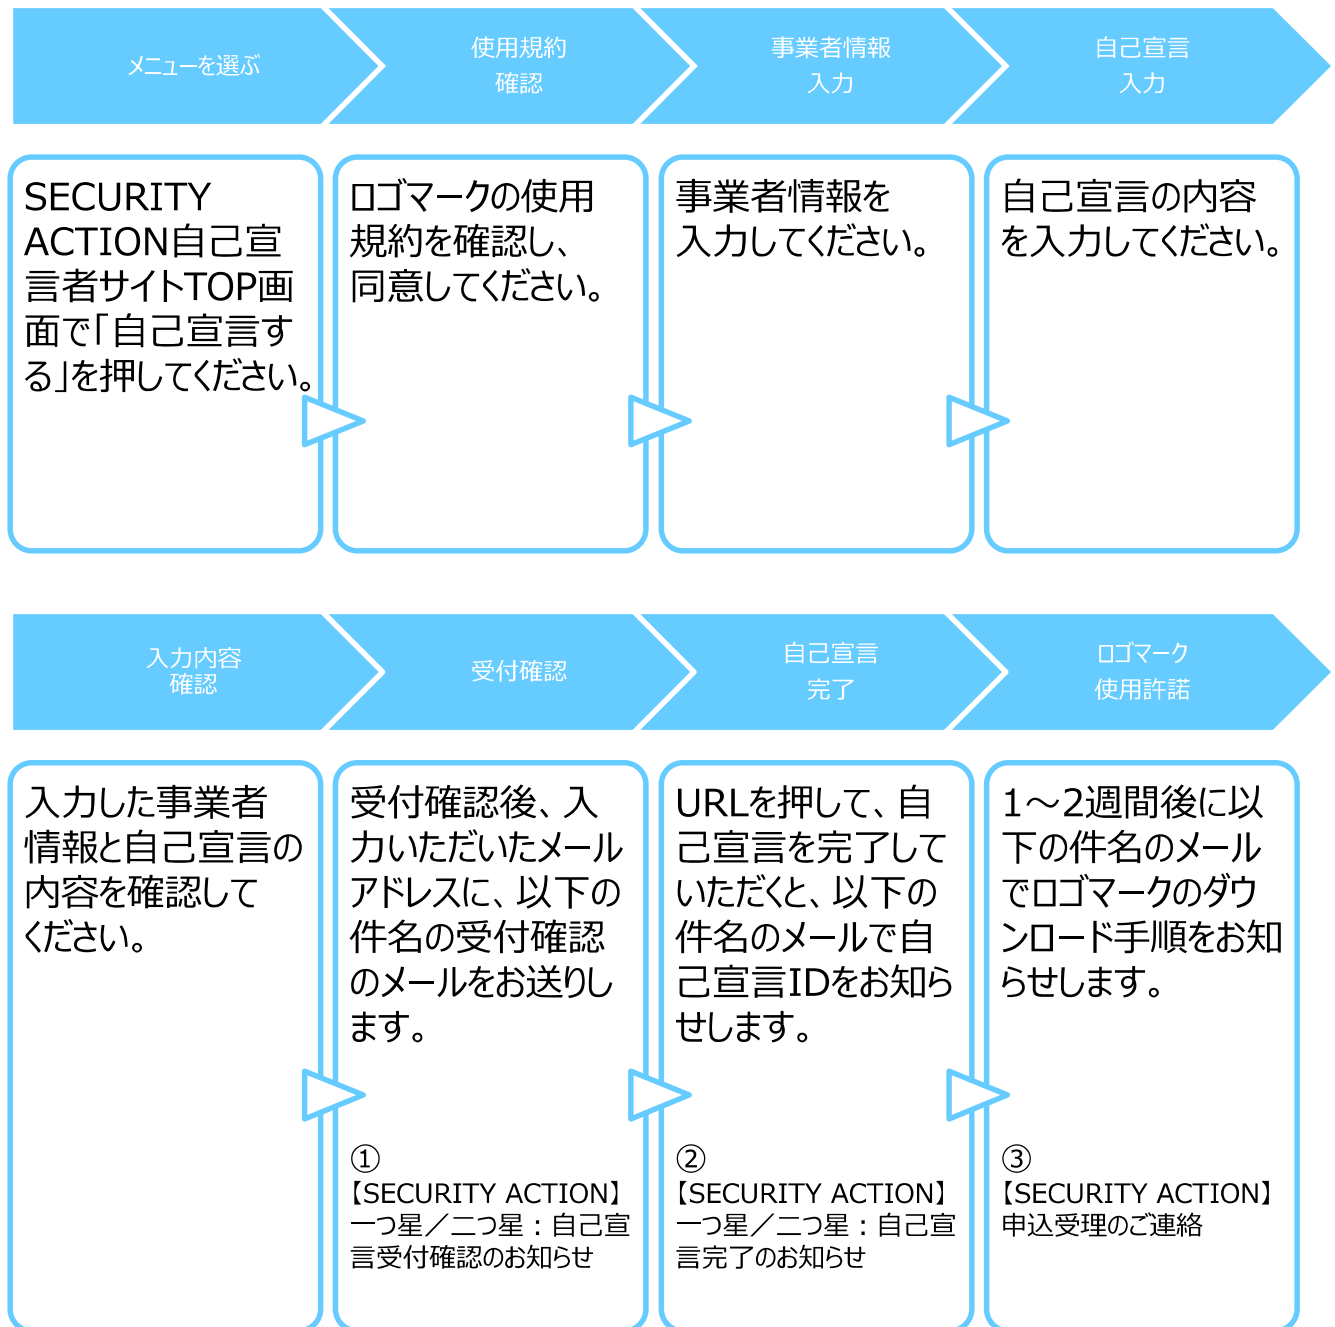 メニューを選ぶ
使用規約
確認
事業者情報
入力
自己宣言
入力
SECURITY
ACTION自己宣
言者サイトTOP画
面で「自己宣言す
る」を押してください。
ロゴマークの使用
規約を確認し、
同意してください。
事業者情報を
入力してください。
自己宣言の内容
を入力してください。
入力内容
確認
受付確認
自己宣言
完了
ロゴマーク
使用許諾
入力した事業者
情報と自己宣言の
内容を確認して
ください。
受付確認後、入
力いただいたメール
アドレスに、以下の
件名の受付確認
のメールをお送りし
ます。
①
【SECURITY ACTION】
一つ星／二つ星：自己宣
言受付確認のお知らせ
URLを押して、自
己宣言を完了して
いただくと、以下の
件名のメールで自
己宣言IDをお知ら
せします。
②
【SECURITY ACTION】
一つ星／二つ星：自己宣
言完了のお知らせ
1～2週間後に以
下の件名のメール
でロゴマークのダウ
ンロード手順をお知
らせします。
③
【SECURITY ACTION】
申込受理のご連絡